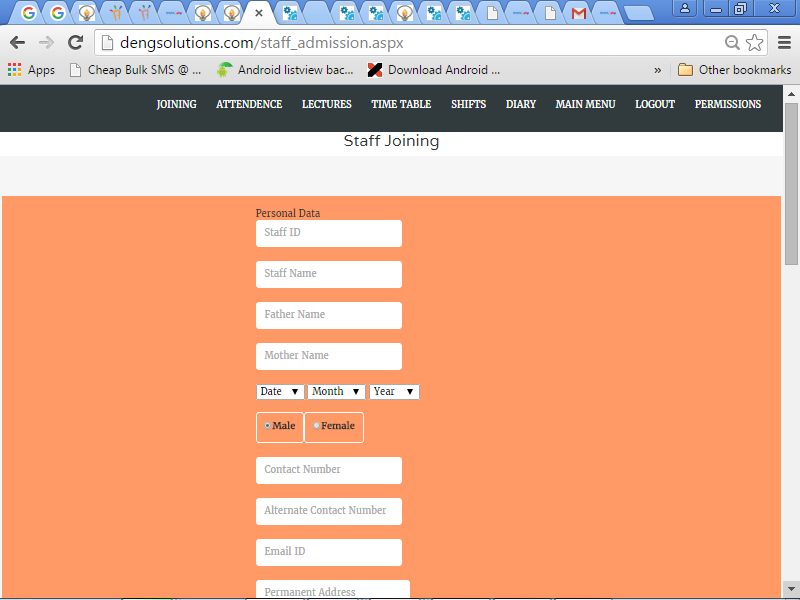 dengsolutions.com/staff_admission.aspx
Apps Cheap Bulk SMS @ ... Android listview bac... Download Android ... » Other bookmarks
JOINING ATTENDENCE LECTURES TIME TABLE SHIFTS DIARY MAIN MENU LOGOUT PERMISSIONS
Staff Joining
Personal Data
Staff ID
Staff Name
Father Name
Mother Name
Date Month Year
Male Female
Contact Number
Alternate Contact Number
Email ID
Permanent Address